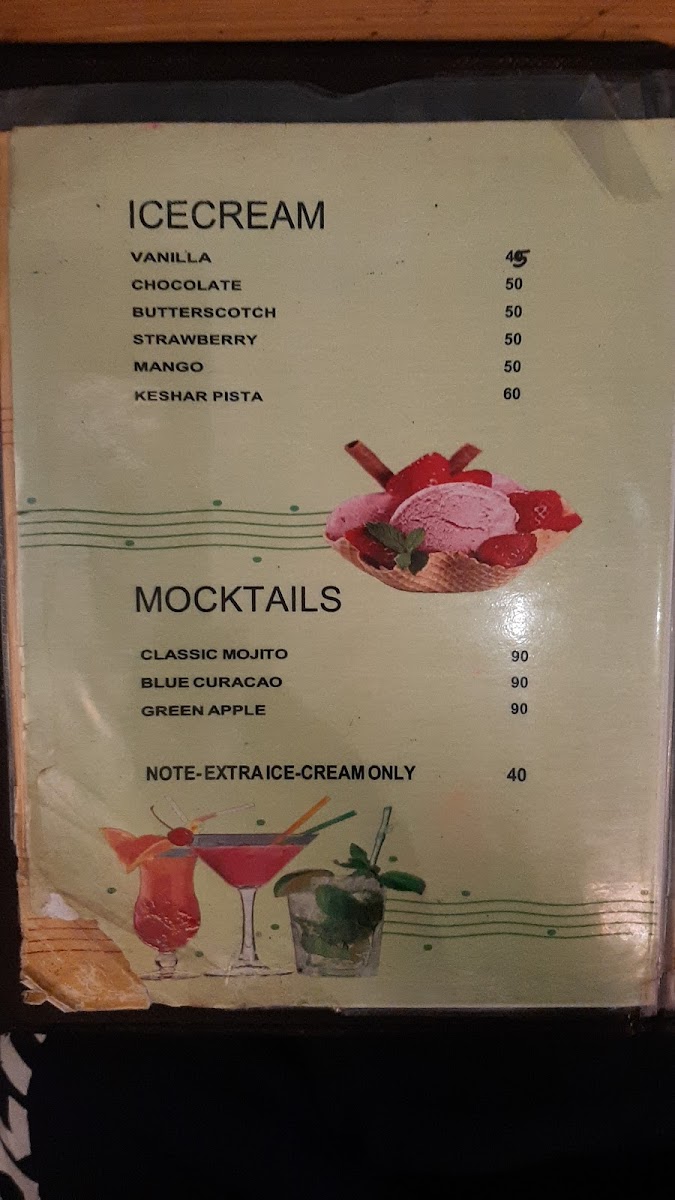 ICECREAM
VANILLA 45
CHOCOLATE 50
BUTTERSCOTCH 50
STRAWBERRY 50
MANGO 50
KESHAR PISTA 60
MOCKTAILS
CLASSIC MOJITO 90
BLUE CURACAO 90
GREEN APPLE 90
NOTE-EXTRA ICE-CREAM ONLY 40